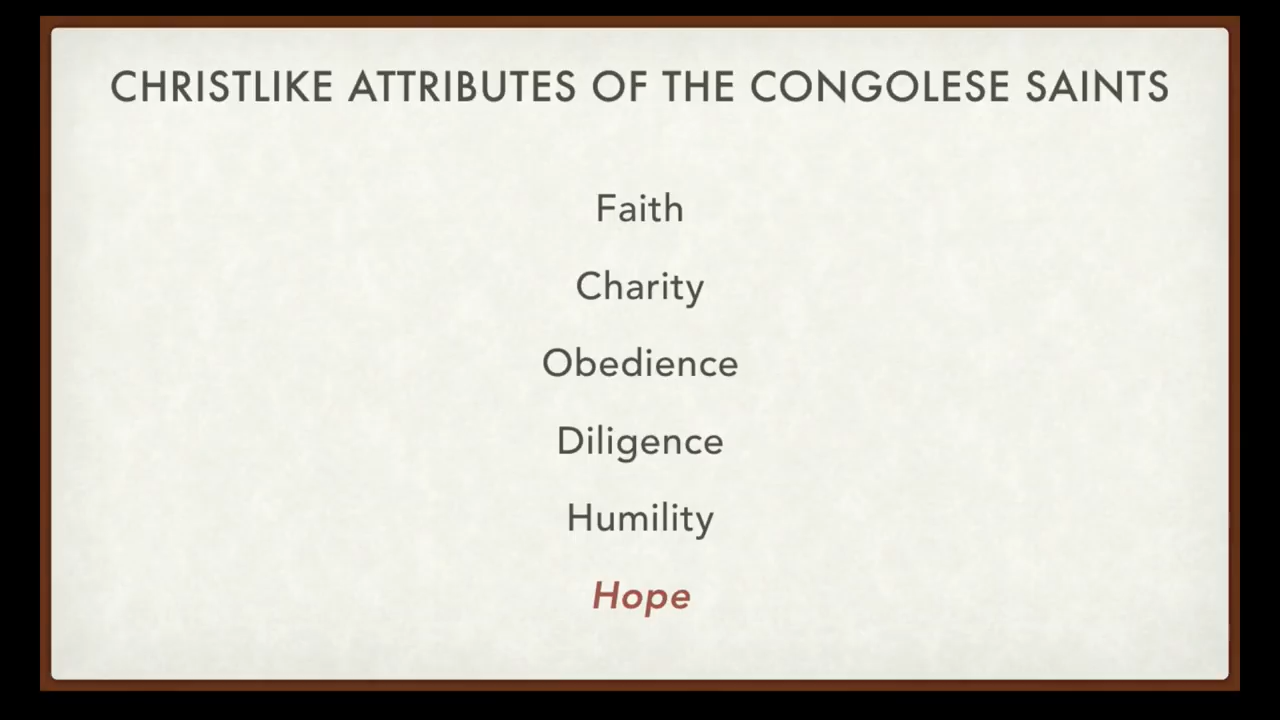 CHRISTLIKE ATTRIBUTES OF THE CONGOLESE SAINTS
Faith
Charity
Obedience
Diligence
Humility
Hope